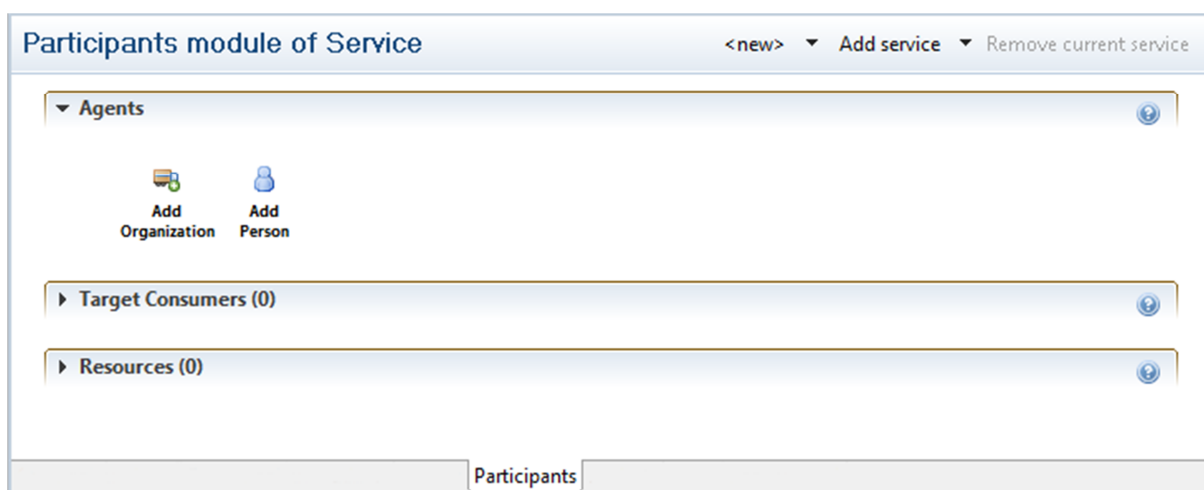 Participants module of Service
<new> Add service Remove current service
Agents
Add Organization
Add Person
Target Consumers (0)
Resources (0)
Participants